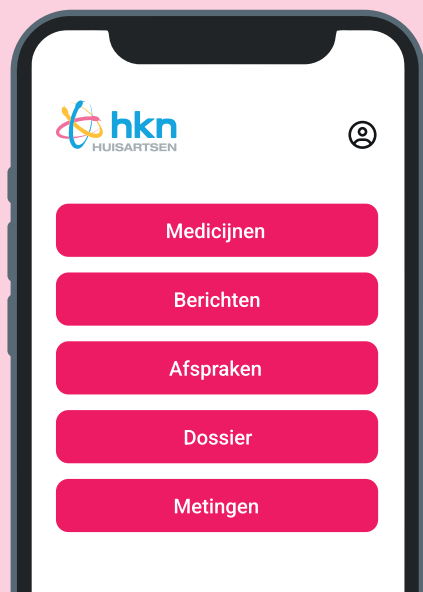 hkn
HUISARTSEN
Medicijnen
Berichten
Afspraken
Dossier
Metingen